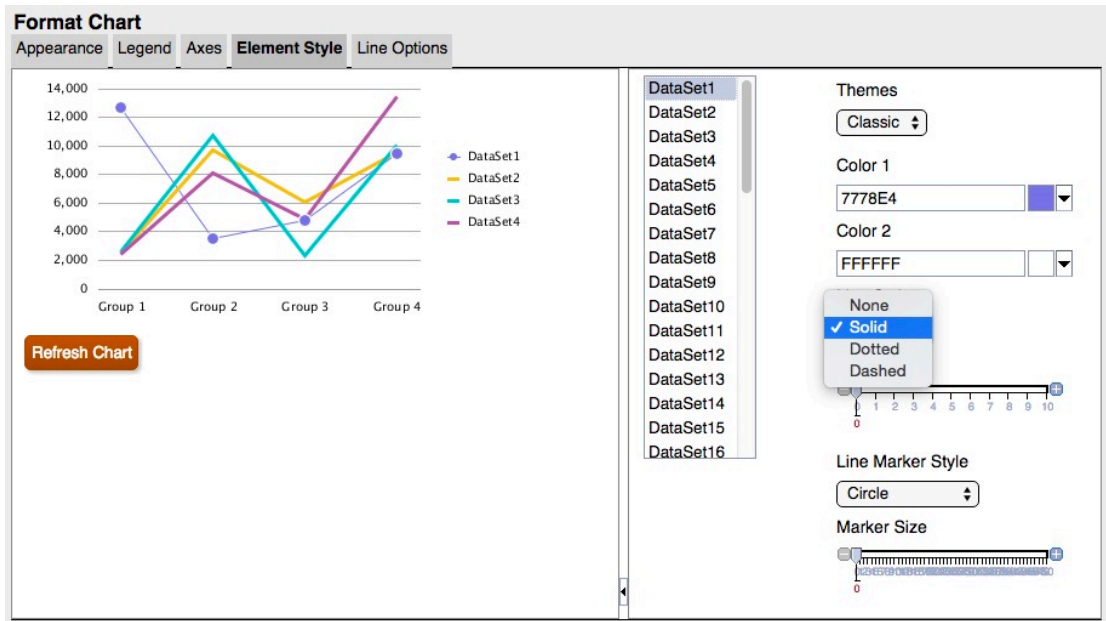 Format Chart
Appearance Legend Axes Element Style Line Options
14,000
12,000
10,000
8,000
6,000
4,000
2,000
0
Group 1 Group 2 Group 3 Group 4
DataSet1
DataSet2
DataSet3
DataSet4
Refresh Chart
DataSet1
DataSet2
DataSet3
DataSet4
DataSet5
DataSet6
DataSet7
DataSet8
DataSet9
DataSet10
DataSet11
DataSet12
DataSet13
DataSet14
DataSet15
DataSet16
Themes
Classic
Color 1
7778E4
Color 2
FFFFFF
None
Solid
Dotted
Dashed
0 1 2 3 4 5 6 7 8 9 10
0
Line Marker Style
Circle
Marker Size
0